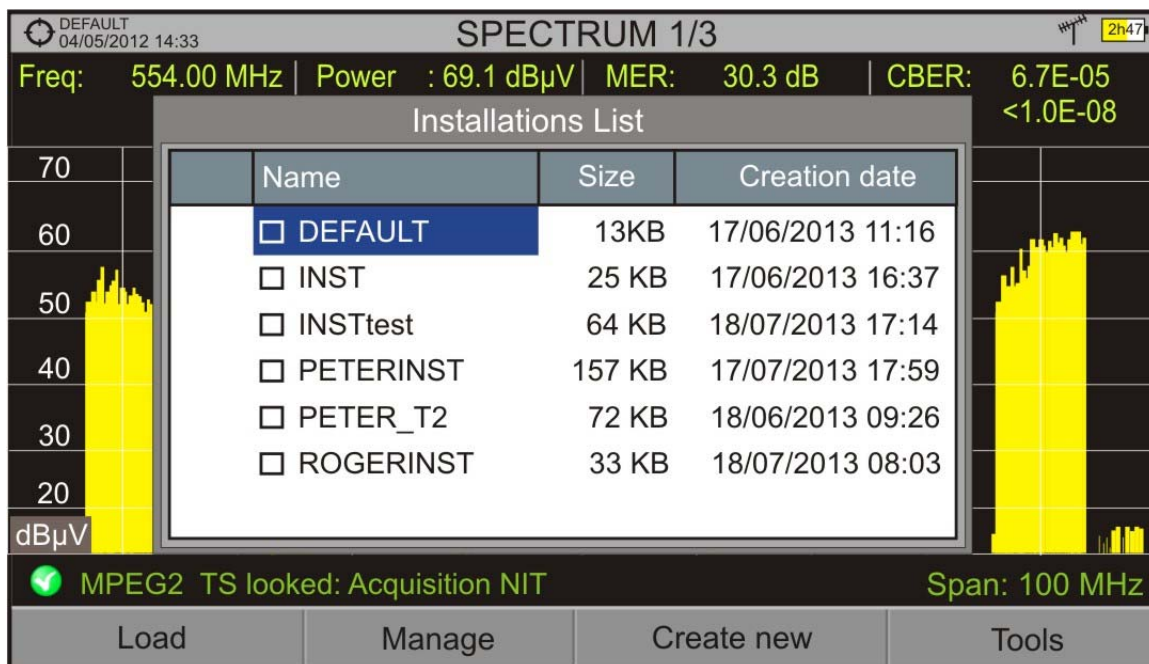 DEFAULT
04/05/2012 14:33
SPECTRUM 1/3
2h47
Freq: 554.00 MHz | Power : 69.1 dBµV | MER: 30.3 dB | CBER: 6.7E-05
<1.0E-08
Installations List
Name Size Creation date
DEFAULT 13KB 17/06/2013 11:16
INST 25 KB 17/06/2013 16:37
INSTtest 64 KB 18/07/2013 17:14
PETERINST 157 KB 17/07/2013 17:59
PETER_T2 72 KB 18/06/2013 09:26
ROGERINST 33 KB 18/07/2013 08:03
70
60
50
40
30
20
dBµV
MPEG2 TS looked: Acquisition NIT
Span: 100 MHz
Load Manage Create new Tools